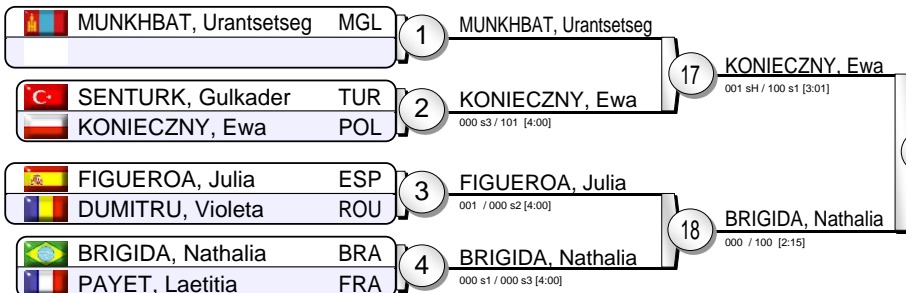 MUNKHBAT, Urantsetseg MGL 1 MUNKHBAT, Urantsetseg
17 KONIECZNY, Ewa
001 sH / 100 s1 [3:01]
SENTURK, Gulkader TUR 2 KONIECZNY, Ewa
KONIECZNY, Ewa POL 000 s3 / 101 [4:00]
FIGUEROA, Julia ESP 3 FIGUEROA, Julia
DUMITRU, Violeta ROU 001 / 000 s2 [4:00]
18 BRIGIDA, Nathalia
000 / 100 [2:15]
BRIGIDA, Nathalia BRA 4 BRIGIDA, Nathalia
PAYET, Laetitia FRA 000 s1 / 000 s3 [4:00]